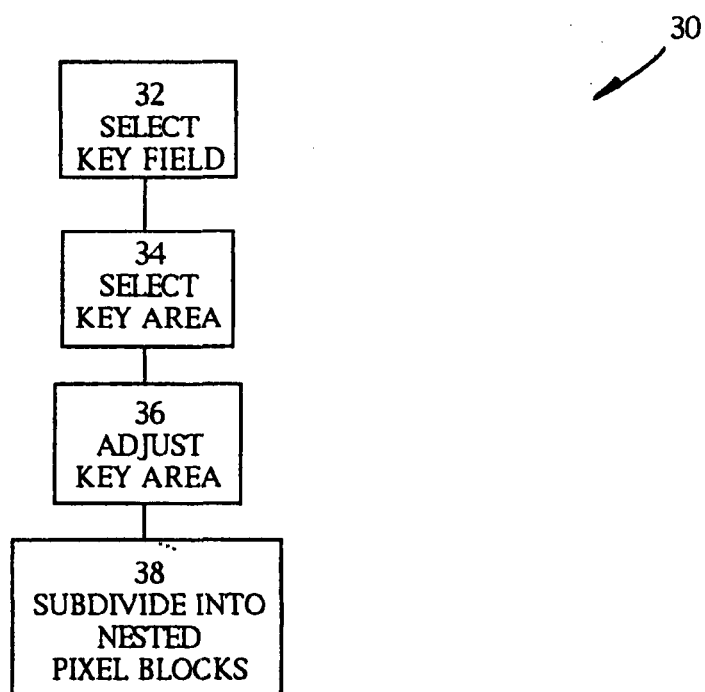 30
32
SELECT
KEY FIELD
34
SELECT
KEY AREA
36
ADJUST
KEY AREA
38
SUBDIVIDE INTO
NESTED
PIXEL BLOCKS